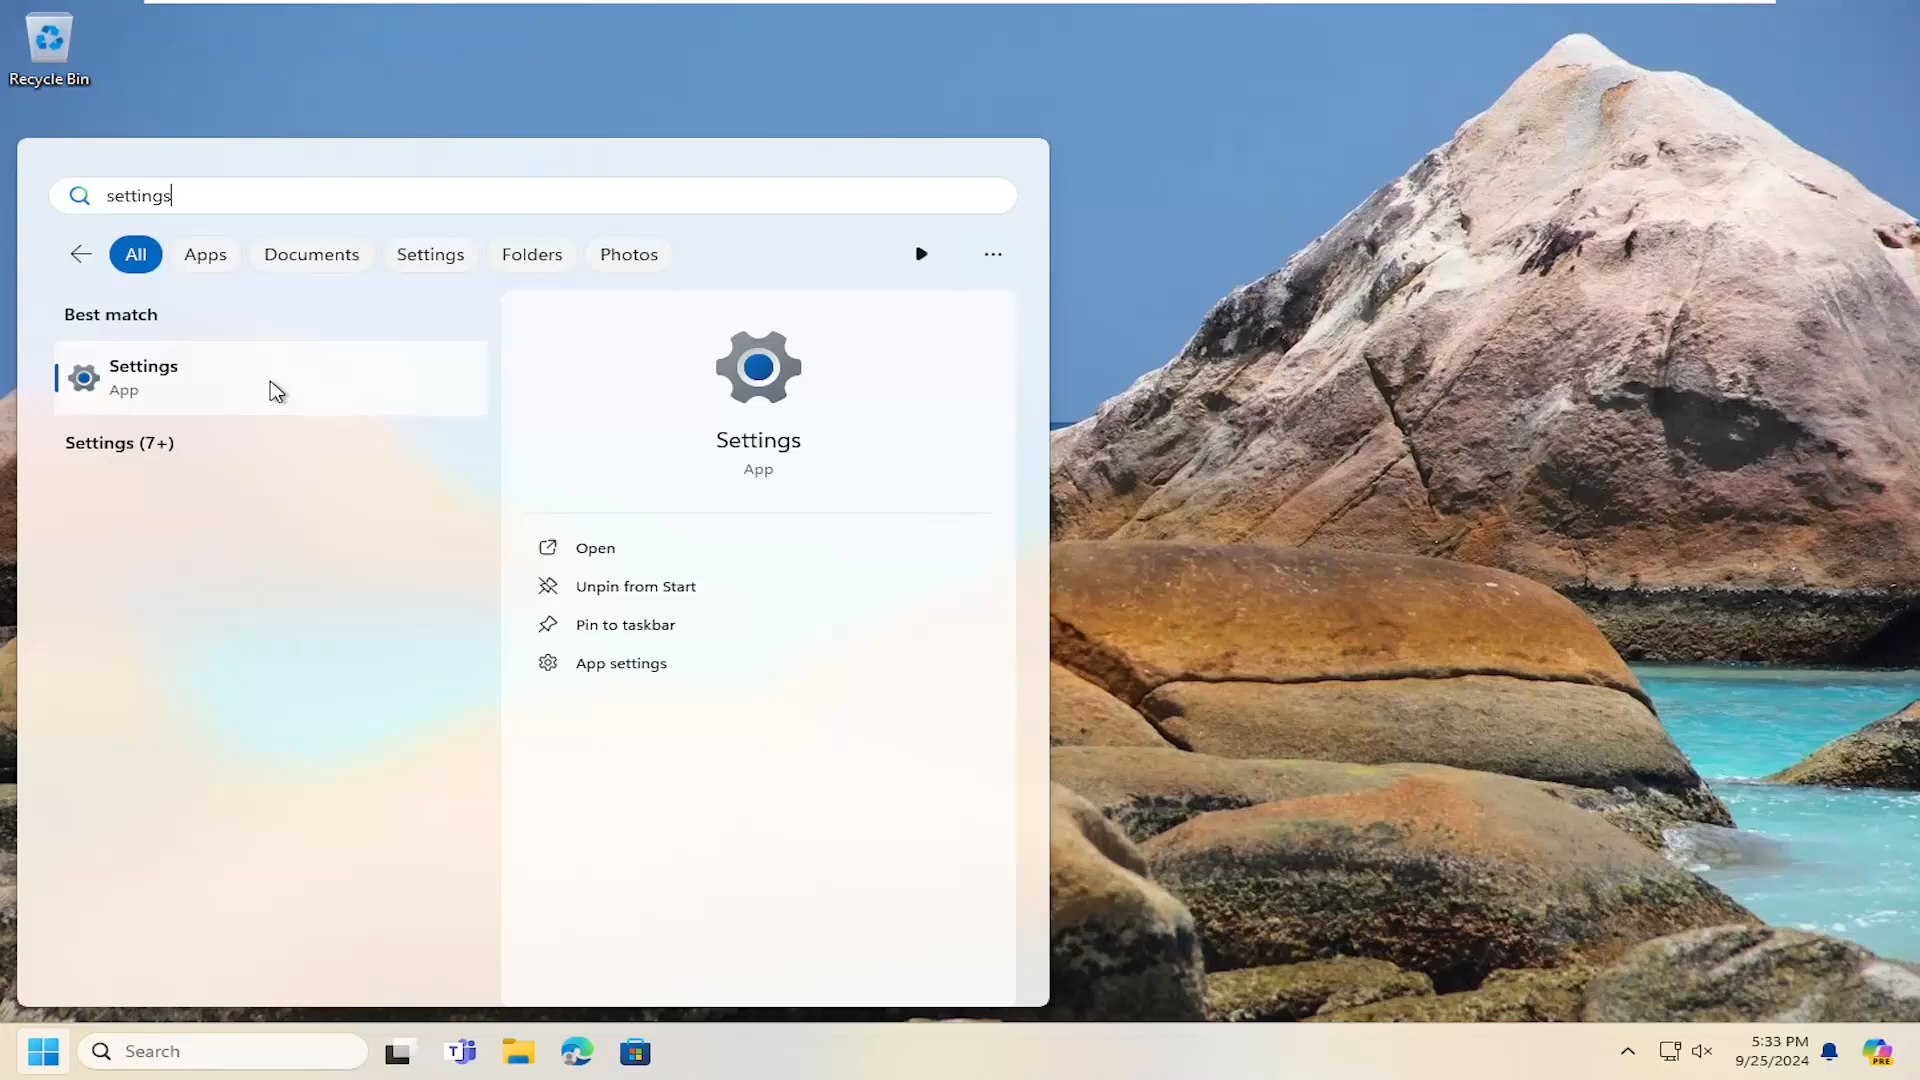 Recycle Bin
settings
All
Apps
Documents
Settings
Folders
Photos
Best match
Settings
App
Settings (7+)
Settings
App
Open
Unpin from Start
Pin to taskbar
App settings
Search
5:33 PM
9/25/2024
PRE